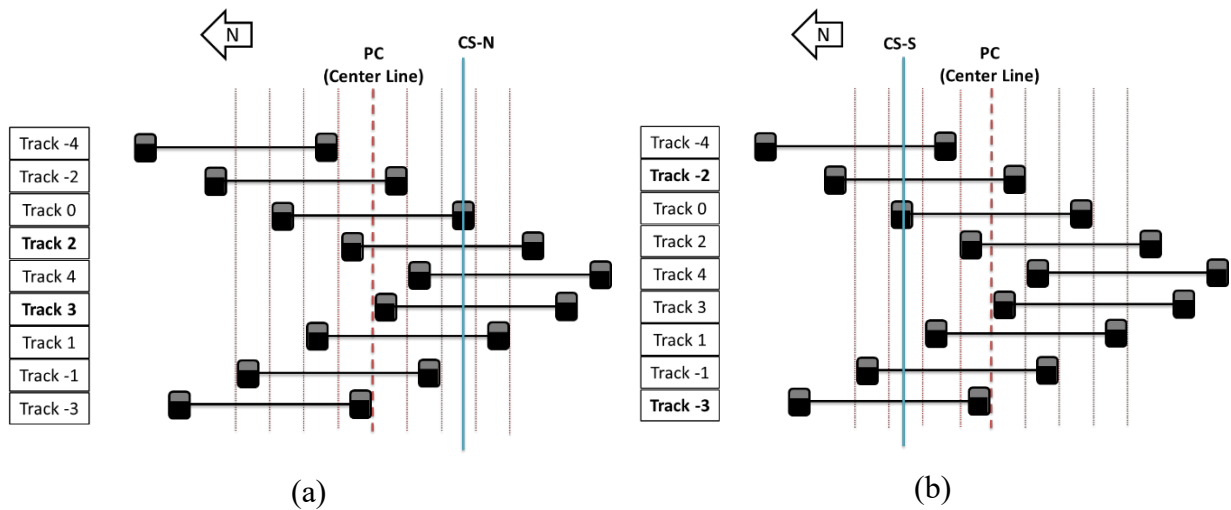 N
CS-N
PC
(Center Line)
Track -4
Track -2
Track 0
Track 2
Track 4
Track 3
Track 1
Track -1
Track -3
(a)
N
CS-S
PC
(Center Line)
Track -4
Track -2
Track 0
Track 2
Track 4
Track 3
Track 1
Track -1
Track -3
(b)